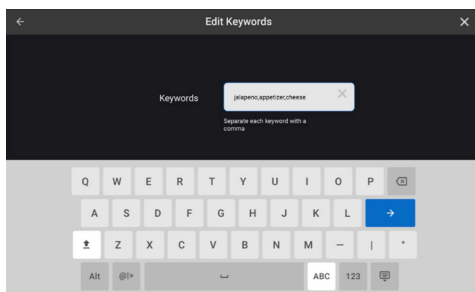 Edit Keywords
Keywords
jalapeno,appetizer,cheese
Separate each keyword with a
comma
Q W E R T Y U I O P
A S D F G H J K L
Z X C V B N M – | "
Alt @|> ABC 123